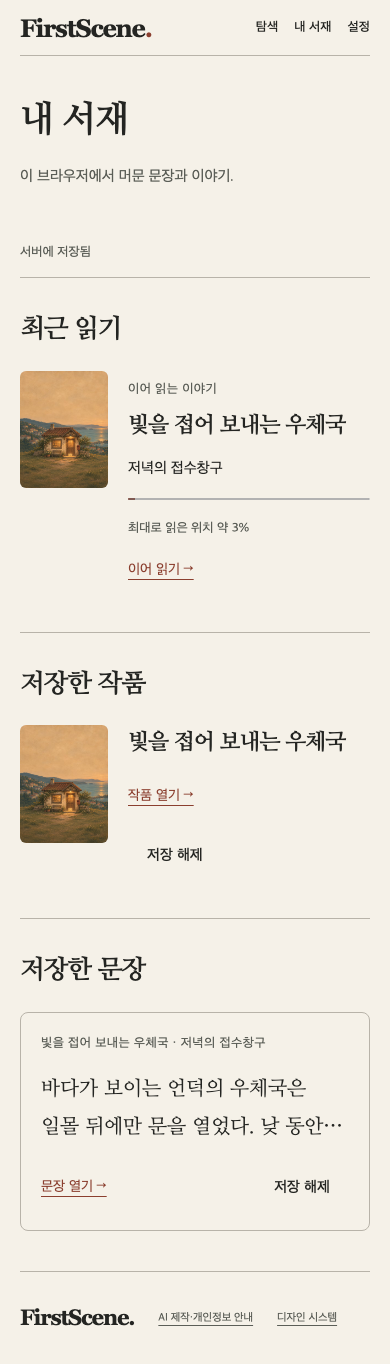 FirstScene.
탐색 내 서재 설정
내 서재
이 브라우저에서 머문 문장과 이야기.
서버에 저장됨
최근 읽기
이어 읽는 이야기
빛을 접어 보내는 우체국
저녁의 접수창구
최대로 읽은 위치 약 3%
이어 읽기 →
저장한 작품
빛을 접어 보내는 우체국
작품 열기 →
저장 해제
저장한 문장
빛을 접어 보내는 우체국 · 저녁의 접수창구
바다가 보이는 언덕의 우체국은
일몰 뒤에만 문을 열었다. 낮 동안…
문장 열기 →
저장 해제
FirstScene.
AI 제작·개인정보 안내
디자인 시스템